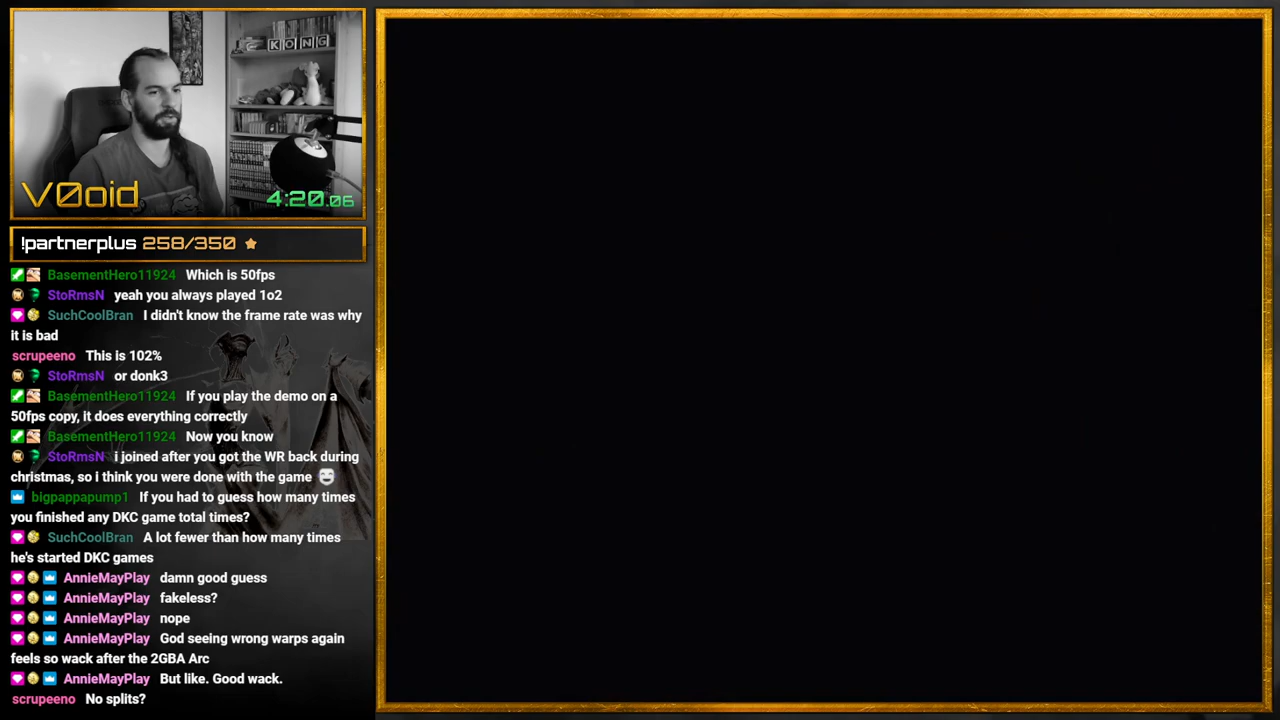 KONG
V0oid
4:20.06
!partnerplus 258/350
BasementHero11924 Which is 50fps
StoRmsN yeah you always played 1o2
SuchCoolBran I didn't know the frame rate was why
it is bad
scrupeeno This is 102%
StoRmsN or donk3
BasementHero11924 If you play the demo on a
50fps copy, it does everything correctly
BasementHero11924 Now you know
StoRmsN i joined after you got the WR back during
christmas, so i think you were done with the game
bigpappapump1 If you had to guess how many times
you finished any DKC game total times?
SuchCoolBran A lot fewer than how many times
he's started DKC games
AnnieMayPlay damn good guess
AnnieMayPlay fakeless?
AnnieMayPlay nope
AnnieMayPlay God seeing wrong warps again
feels so wack after the 2GBA Arc
AnnieMayPlay But like. Good wack.
scrupeeno No splits?